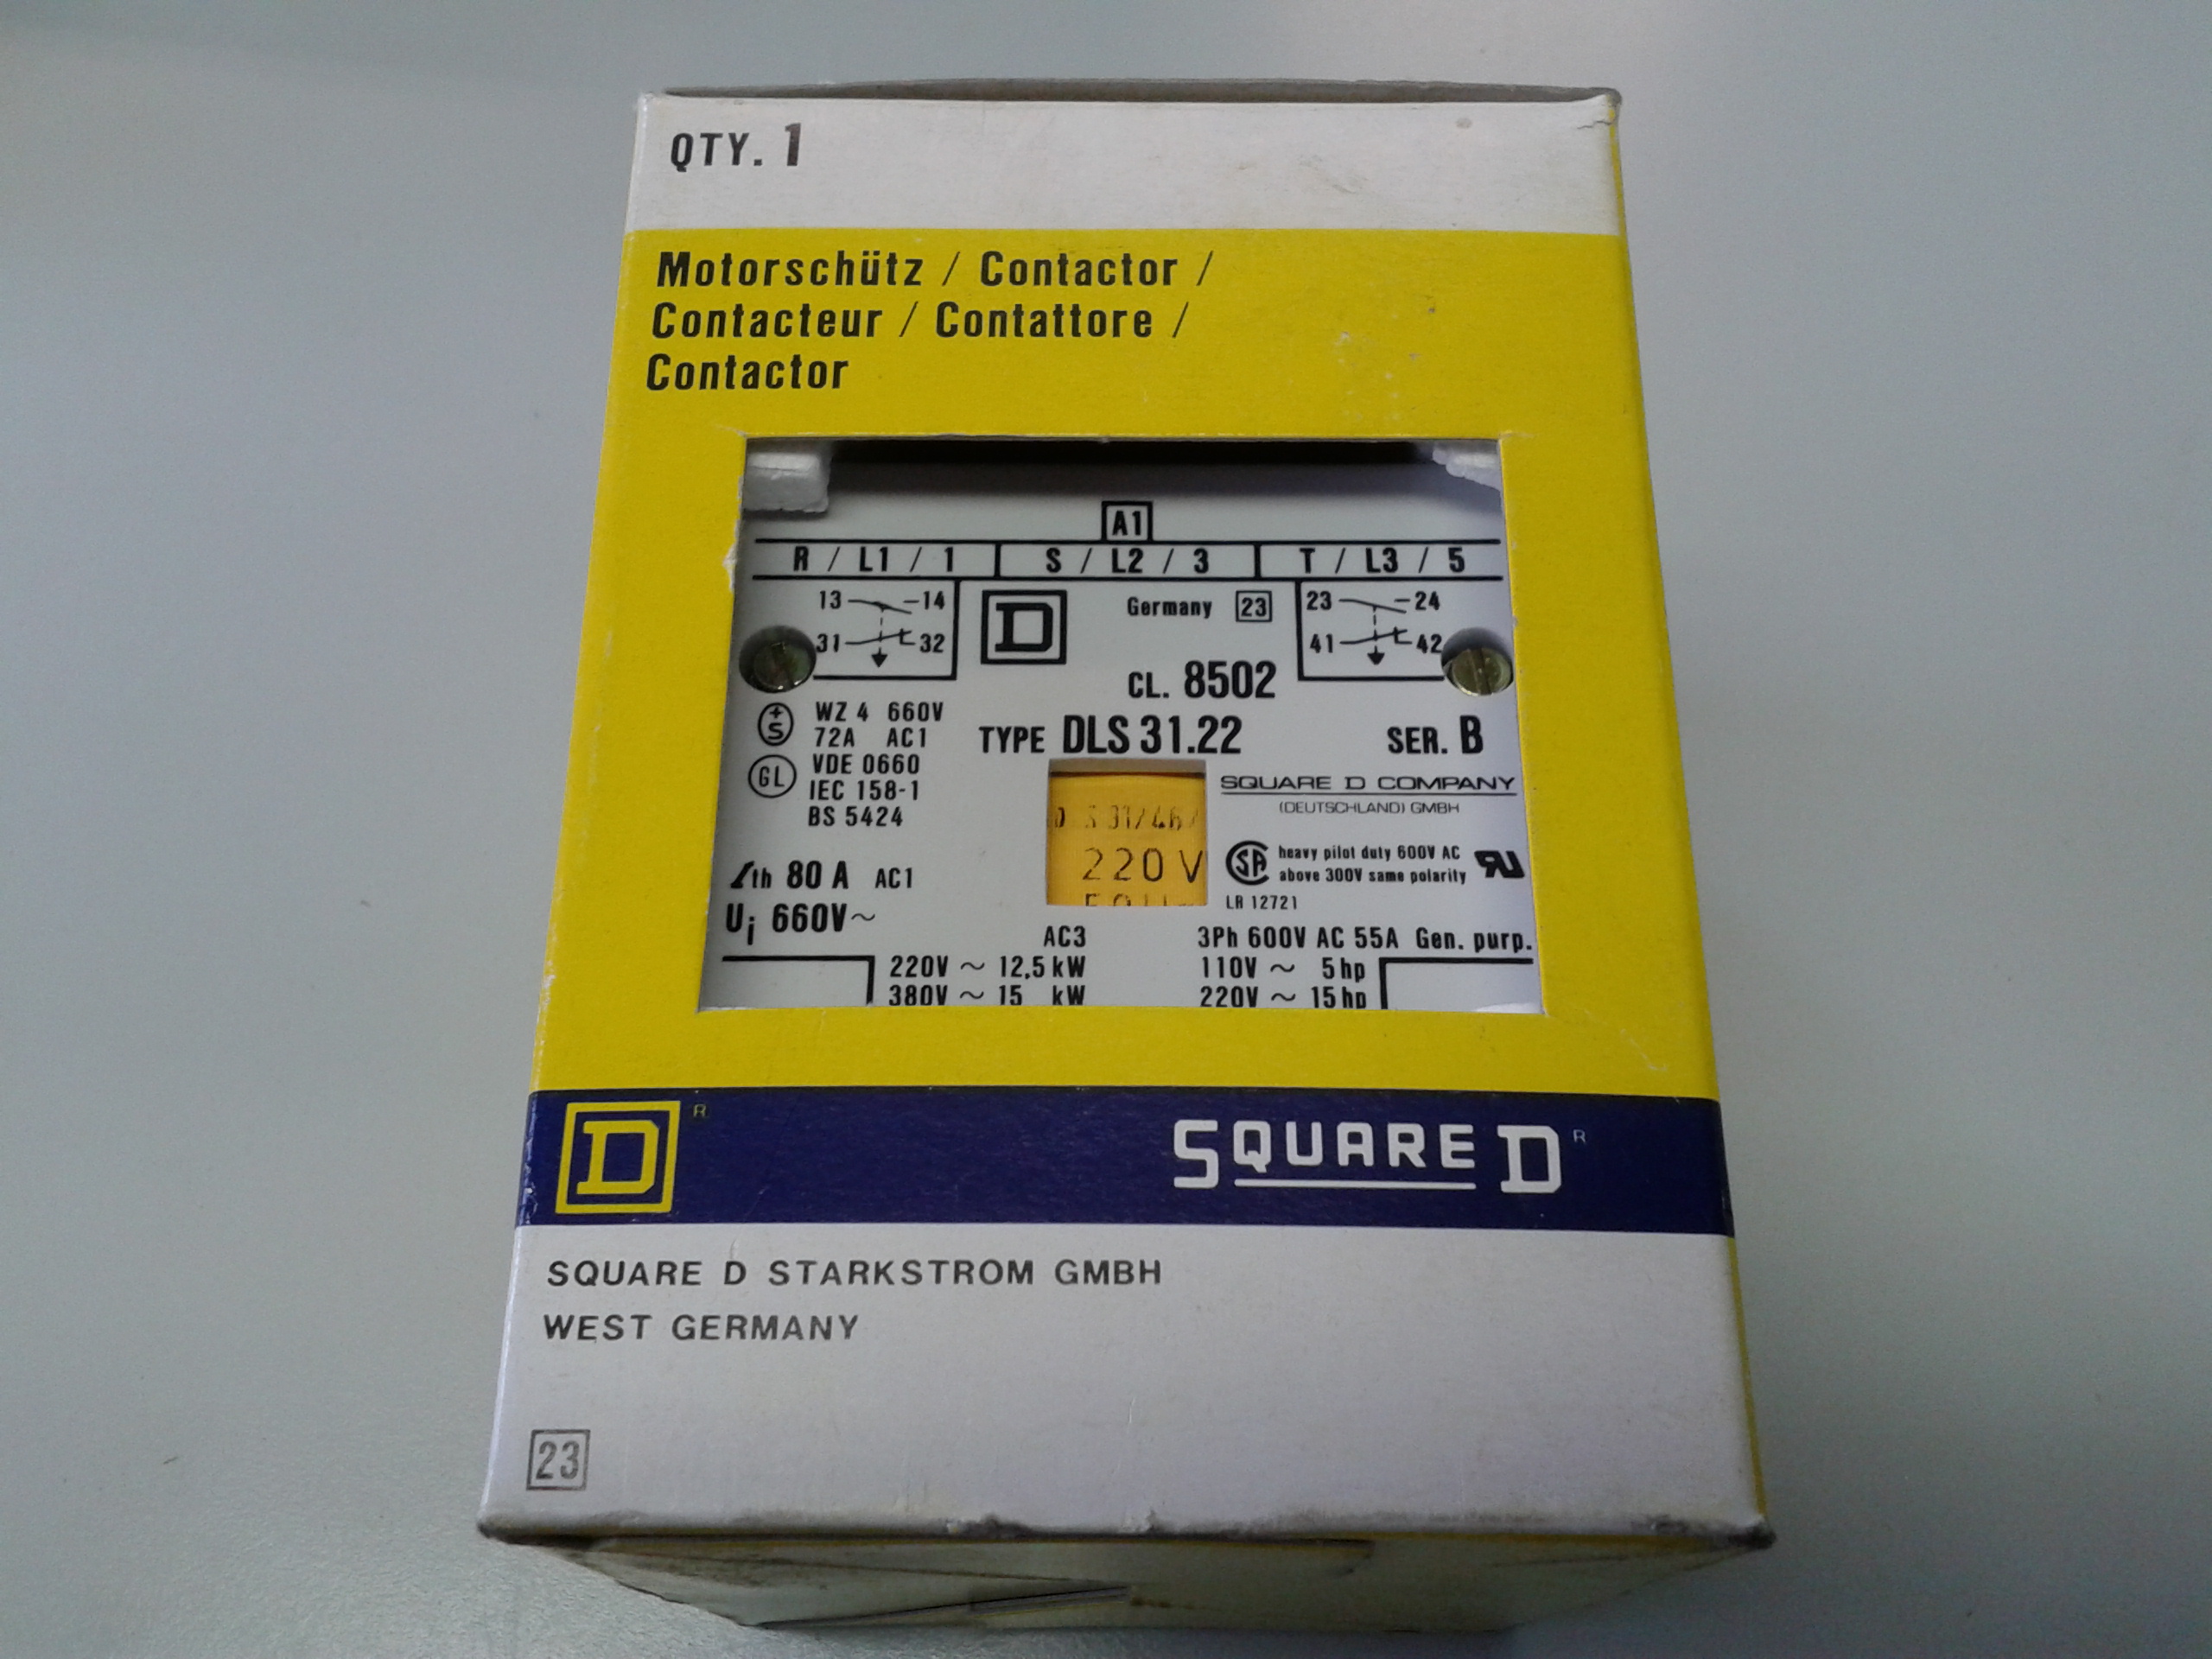 QTY. 1
Motorschütz / Contactor /
Contacteur / Contattore /
Contactor
A1
R / L1 / 1 S / L2 / 3 T / L3 / 5
13 14 D Germany 23 23 24
31 32 41 42
CL. 8502
TYPE DLS 31.22 SER. B
+S WZ 4 660V
72A AC1
GL VDE 0660
IEC 158-1
BS 5424
SQUARE D COMPANY
(DEUTSCHLAND) GMBH
220V
SA heavy pilot duty 600V AC
above 300V same polarity
LR 12721
Ith 80 A AC1
Ui 660V~
AC3
220V ~ 12,5 kW
380V ~ 15 kW
3Ph 600V AC 55A Gen. purp.
110V ~ 5 hp
220V ~ 15 hp
D R SQUARE D R
SQUARE D STARKSTROM GMBH
WEST GERMANY
23